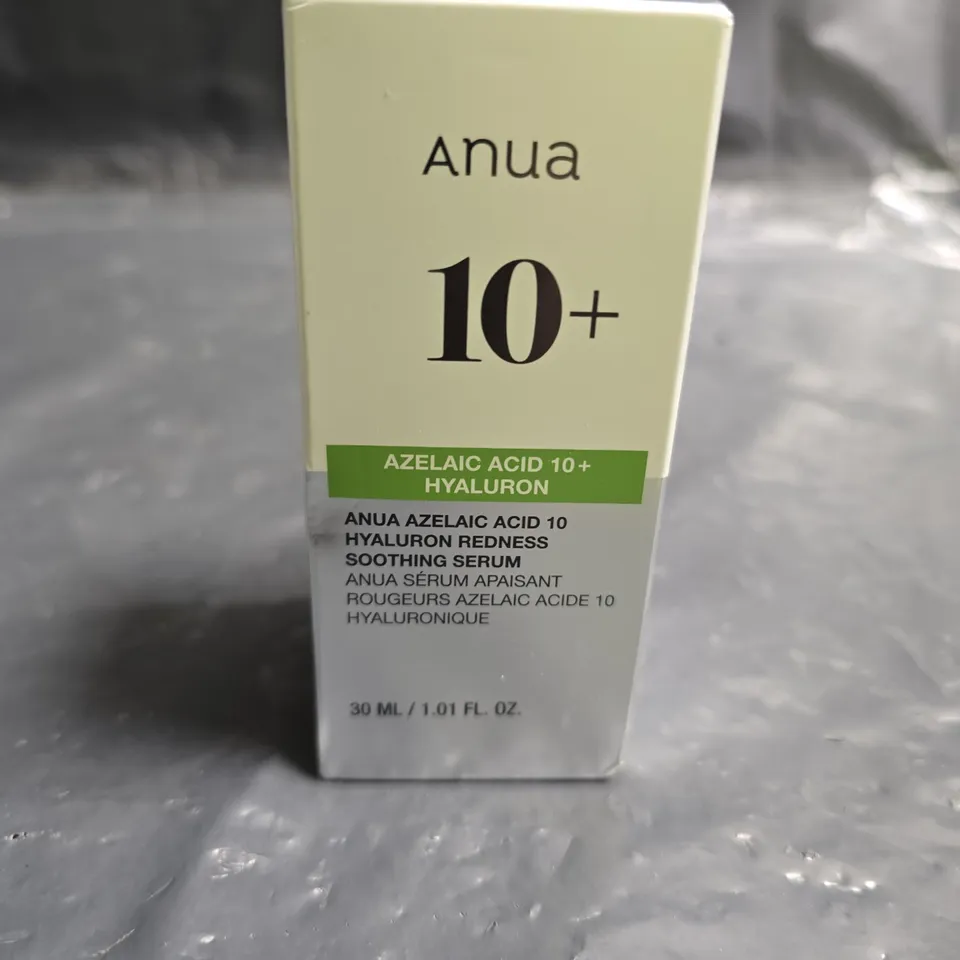 Anua
10+
AZELAIC ACID 10+
HYALURON
ANUA AZELAIC ACID 10
HYALURON REDNESS
SOOTHING SERUM
ANUA SÉRUM APAISANT
ROUGEURS AZELAIC ACIDE 10
HYALURONIQUE
30 ML / 1.01 FL. OZ.